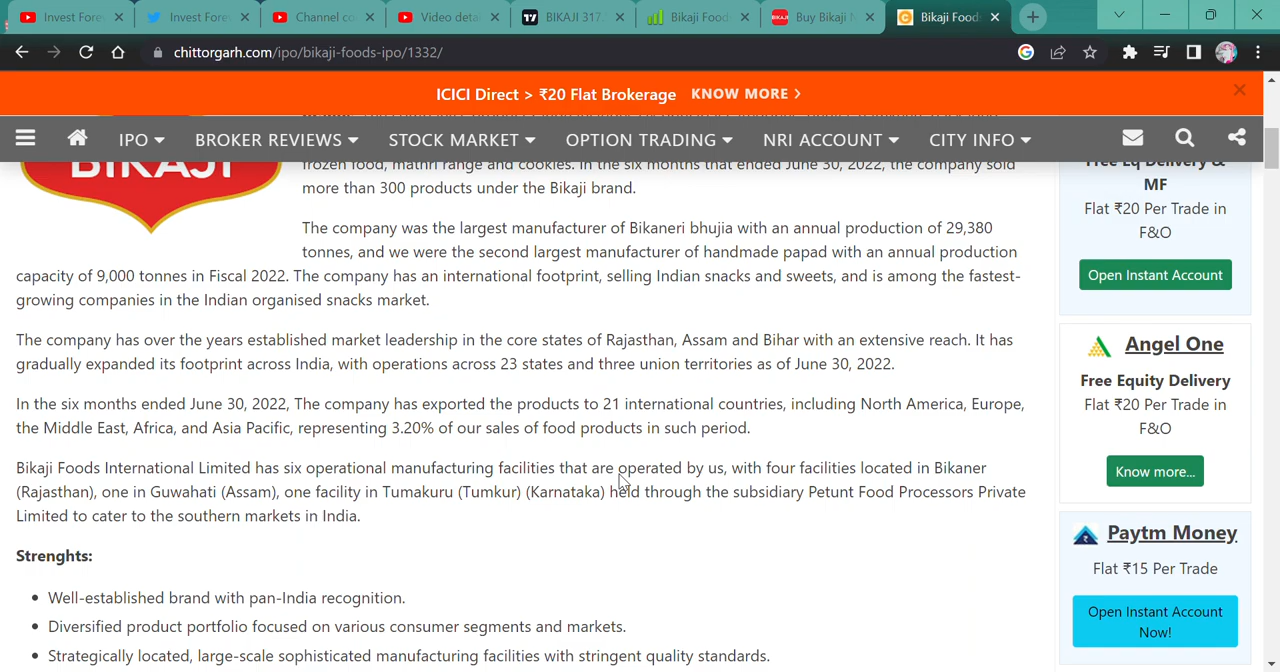 Invest Fore
Invest Fore
Channel co
Video deta
BIKAJI 317.
Bikaji Food
Buy Bikaji
Bikaji Food
chittorgarh.com/ipo/bikaji-foods-ipo/1332/
ICICI Direct > ₹20 Flat Brokerage KNOW MORE >
IPO BROKER REVIEWS STOCK MARKET OPTION TRADING NRI ACCOUNT CITY INFO
BIKAJI
frozen food, mathri range and cookies. In the six months that ended June 30, 2022, the company sold
more than 300 products under the Bikaji brand.
The company was the largest manufacturer of Bikaneri bhujia with an annual production of 29,380
tonnes, and we were the second largest manufacturer of handmade papad with an annual production
capacity of 9,000 tonnes in Fiscal 2022. The company has an international footprint, selling Indian snacks and sweets, and is among the fastest-
growing companies in the Indian organised snacks market.
The company has over the years established market leadership in the core states of Rajasthan, Assam and Bihar with an extensive reach. It has
gradually expanded its footprint across India, with operations across 23 states and three union territories as of June 30, 2022.
In the six months ended June 30, 2022, The company has exported the products to 21 international countries, including North America, Europe,
the Middle East, Africa, and Asia Pacific, representing 3.20% of our sales of food products in such period.
Bikaji Foods International Limited has six operational manufacturing facilities that are operated by us, with four facilities located in Bikaner
(Rajasthan), one in Guwahati (Assam), one facility in Tumakuru (Tumkur) (Karnataka) held through the subsidiary Petunt Food Processors Private
Limited to cater to the southern markets in India.
Strenghts:
Well-established brand with pan-India recognition.
Diversified product portfolio focused on various consumer segments and markets.
Strategically located, large-scale sophisticated manufacturing facilities with stringent quality standards.
Free Eq Delivery &
MF
Flat ₹20 Per Trade in
F&O
Open Instant Account
Angel One
Free Equity Delivery
Flat ₹20 Per Trade in
F&O
Know more...
Paytm Money
Flat ₹15 Per Trade
Open Instant Account
Now!